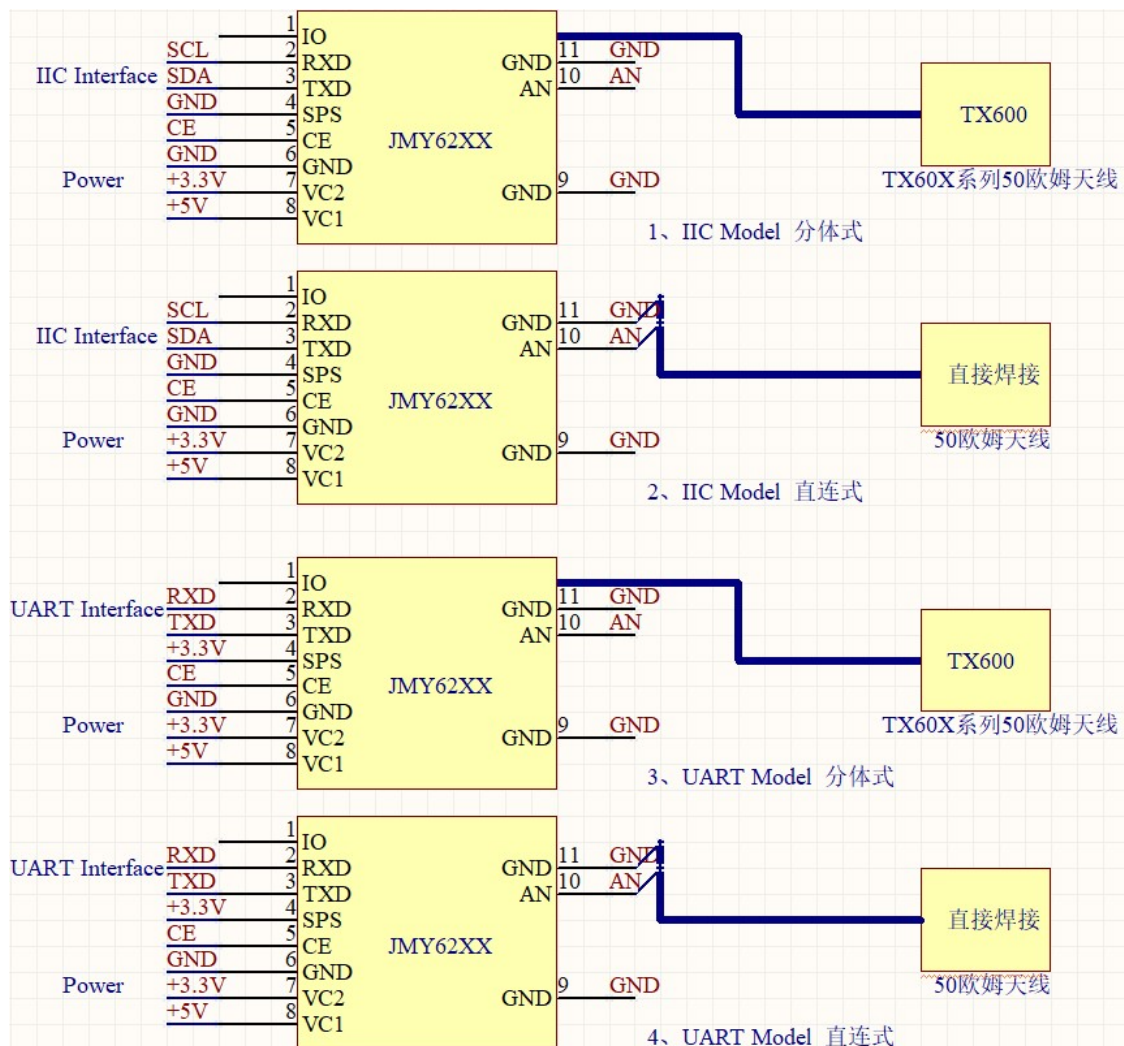 1 IO
SCL 2 RXD GND 11 GND
IIC Interface SDA 3 TXD AN 10 AN
GND 4 SPS TX600
CE 5 CE JMY62XX
GND 6 GND
Power +3.3V 7 VC2 GND 9 GND TX60X系列50欧姆天线
+5V 8 VC1
1、IIC Model 分体式
1 IO
SCL 2 RXD GND 11 GND
IIC Interface SDA 3 TXD AN 10 AN
GND 4 SPS 直接焊接
CE 5 CE JMY62XX
GND 6 GND
Power +3.3V 7 VC2 GND 9 GND 50欧姆天线
+5V 8 VC1
2、IIC Model 直连式
1 IO
UART Interface RXD 2 RXD GND 11 GND
TXD 3 TXD AN 10 AN
+3.3V 4 SPS TX600
CE 5 CE JMY62XX
GND 6 GND
Power +3.3V 7 VC2 GND 9 GND TX60X系列50欧姆天线
+5V 8 VC1
3、UART Model 分体式
1 IO
UART Interface RXD 2 RXD GND 11 GND
TXD 3 TXD AN 10 AN
+3.3V 4 SPS 直接焊接
CE 5 CE JMY62XX
GND 6 GND
Power +3.3V 7 VC2 GND 9 GND 50欧姆天线
+5V 8 VC1
4、UART Model 直连式